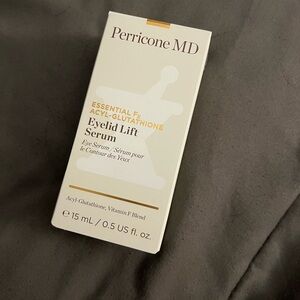 Perricone MD
ESSENTIAL Fx
ACYL-GLUTATHIONE
Eyelid Lift
Serum
Eye Serum / Sérum pour
le Contour des Yeux
Acyl-Glutathione, Vitamin F Blend
℮ 15 mL / 0.5 US fl. oz.